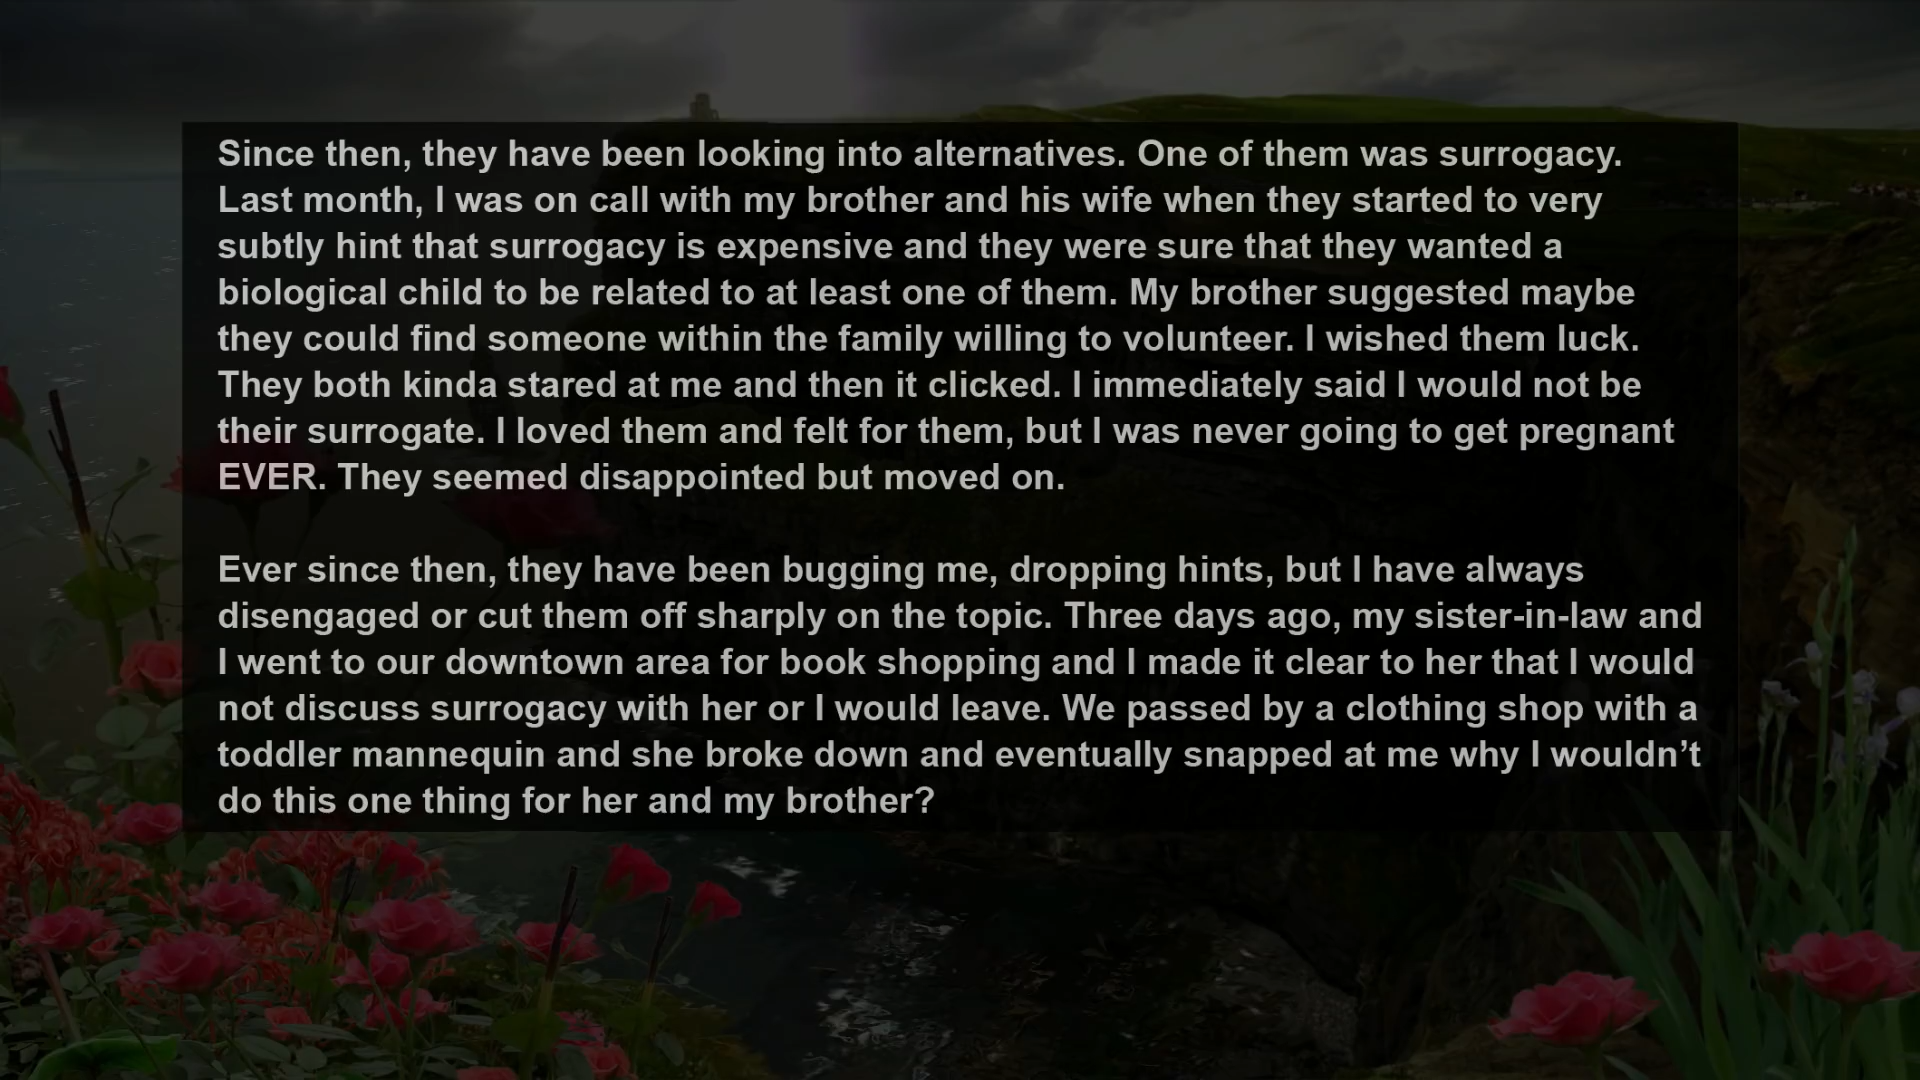 Since then, they have been looking into alternatives. One of them was surrogacy.
Last month, I was on call with my brother and his wife when they started to very
subtly hint that surrogacy is expensive and they were sure that they wanted a
biological child to be related to at least one of them. My brother suggested maybe
they could find someone within the family willing to volunteer. I wished them luck.
They both kinda stared at me and then it clicked. I immediately said I would not be
their surrogate. I loved them and felt for them, but I was never going to get pregnant
EVER. They seemed disappointed but moved on.
Ever since then, they have been bugging me, dropping hints, but I have always
disengaged or cut them off sharply on the topic. Three days ago, my sister-in-law and
I went to our downtown area for book shopping and I made it clear to her that I would
not discuss surrogacy with her or I would leave. We passed by a clothing shop with a
toddler mannequin and she broke down and eventually snapped at me why I wouldn’t
do this one thing for her and my brother?